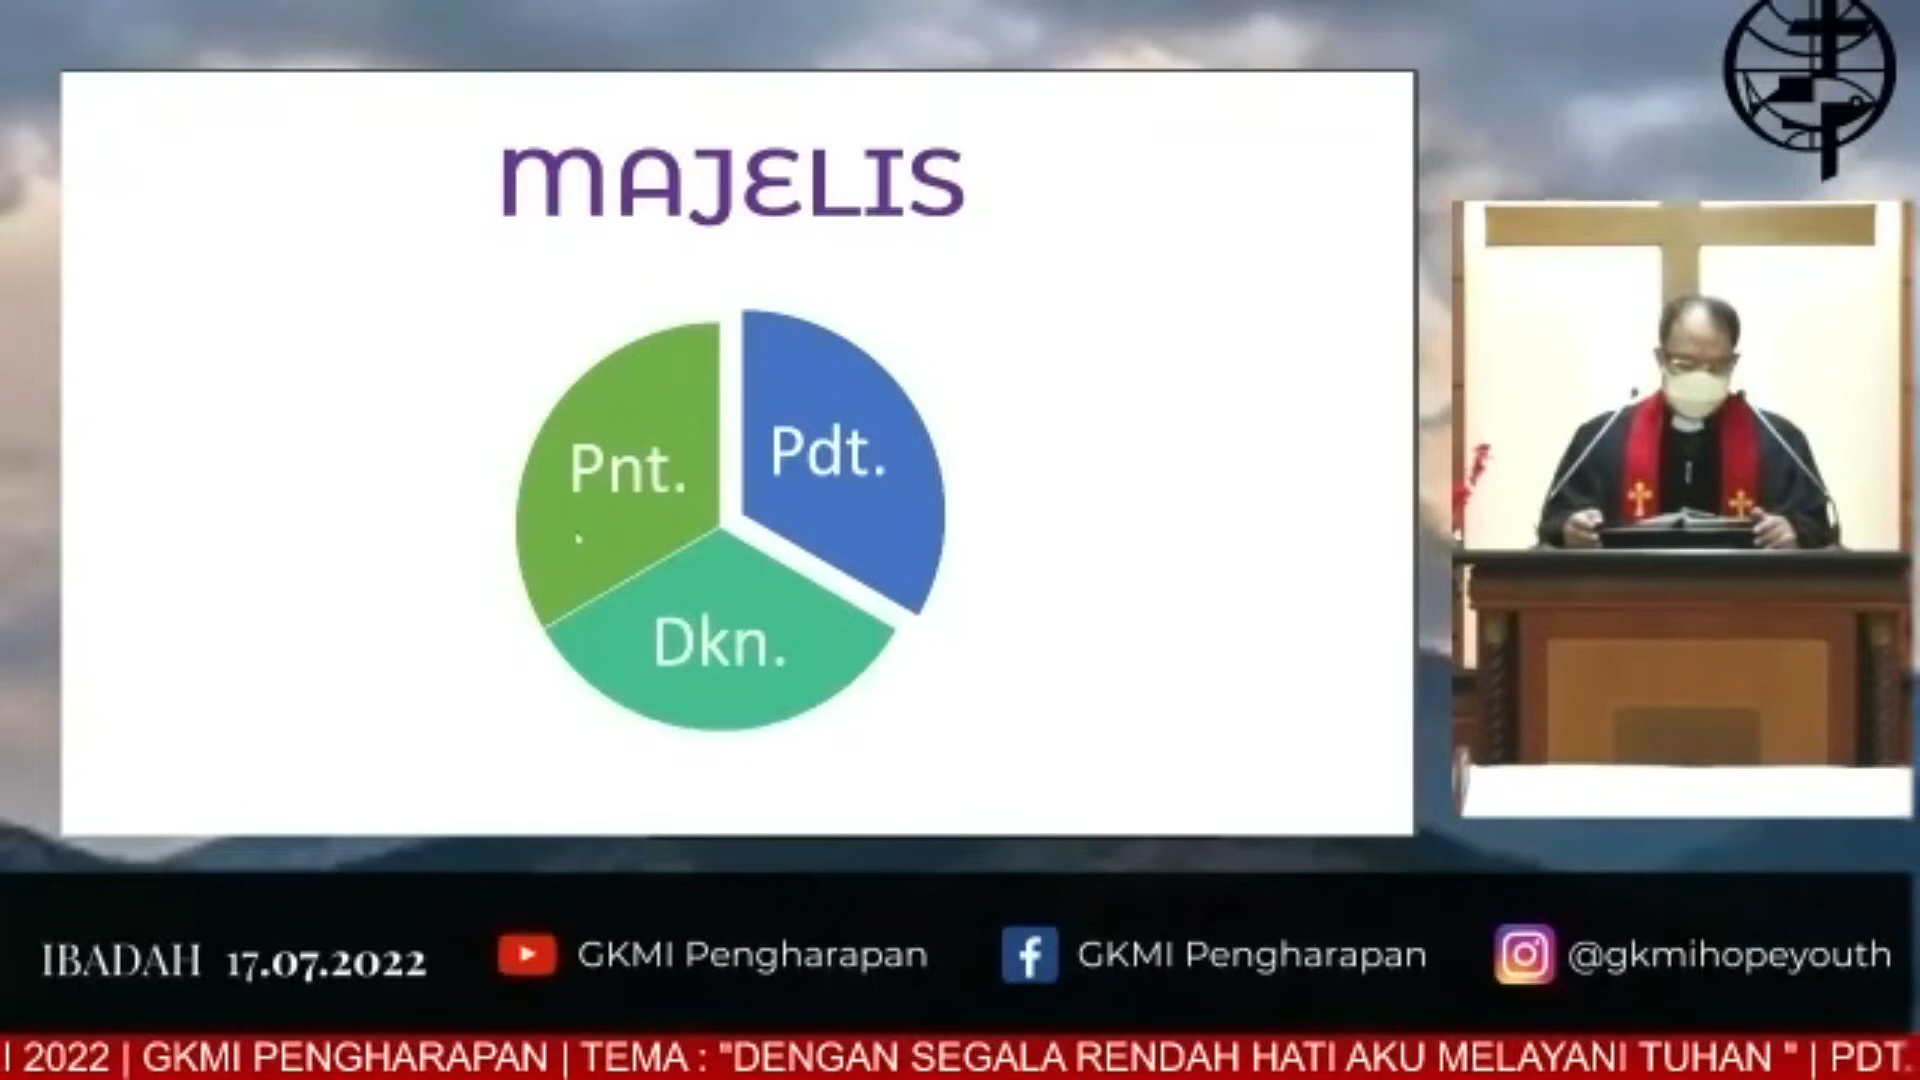 MAJELIS
Pnt.
Pdt.
Dkn.
IBADAH 17.07.2022
GKMI Pengharapan
GKMI Pengharapan
@gkmihopeyouth
I 2022 | GKMI PENGHARAPAN | TEMA : "DENGAN SEGALA RENDAH HATI AKU MELAYANI TUHAN " | PDT.